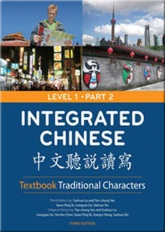 LEVEL 1 • PART 2
INTEGRATED
CHINESE
中文聽說讀寫
Textbook Traditional Characters
THIRD EDITION